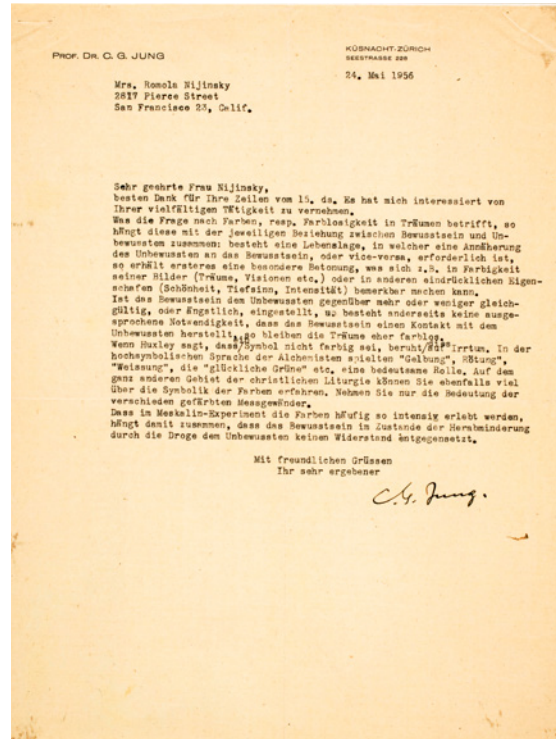 PROF. DR. C. G. JUNG
KÜSNACHT-ZÜRICH
SEESTRASSE 228
24. Mai 1956
Mrs. Romola Nijinsky
2817 Pierce Street
San Francisco 23, Calif.
Sehr geehrte Frau Nijinsky,
besten Dank für Ihre Zeilen vom 15. ds. Es hat mich interessiert von
Ihrer vielfältigen Tätigkeit zu vernehmen.
Was die Frage nach Farben, resp. Farblosigkeit in Träumen betrifft, so
hängt diese mit der jeweiligen Beziehung zwischen Bewusstsein und Un-
bewusstem zusammen: besteht eine Lebenslage, in welcher eine Annäherung
des Unbewussten an das Bewusstsein, oder vice-versa, erforderlich ist,
so erhält ersteres eine besondere Betonung, was sich z.B. in Farbigkeit
seiner Bilder (Träume, Visionen etc.) oder in anderen eindrücklichen Eigen-
schafen (Schönheit, Tiefsinn, Intensität) bemerkbar machen kann.
Ist das Bewusstsein dem Unbewussten gegenüber mehr oder weniger gleich-
gültig, oder ängstlich, eingestellt, besteht anderseits keine ausge-
sprochene Notwendigkeit, dass das Bewusstsein einen Kontakt mit dem
Unbewussten herstellt, so bleiben die Träume eher farblos.
Wenn Huxley sagt, dass Symbol nicht farbig sei, beruht Irrtum. In der
hochsymbolischen Sprache der Alchemisten spielten "Gelbung", Rötung",
"Weissung", die "glückliche Grüne" etc. eine bedeutsame Rolle. Auf dem
ganz anderen Gebiet der christlichen Liturgie können Sie ebenfalls viel
über die Symbolik der Farben erfahren. Nehmen Sie nur die Bedeutung der
verschieden gefärbten Messgewänder.
Dass im Meskalin-Experiment die Farben häufig so intensiv erlebt werden,
hängt damit zusammen, dass das Bewusstsein im Zustande der Herabminderung
durch die Droge dem Unbewussten keinen Widerstand entgegensetzt.
Mit freundlichen Grüssen
Ihr sehr ergebener
C. G. Jung.